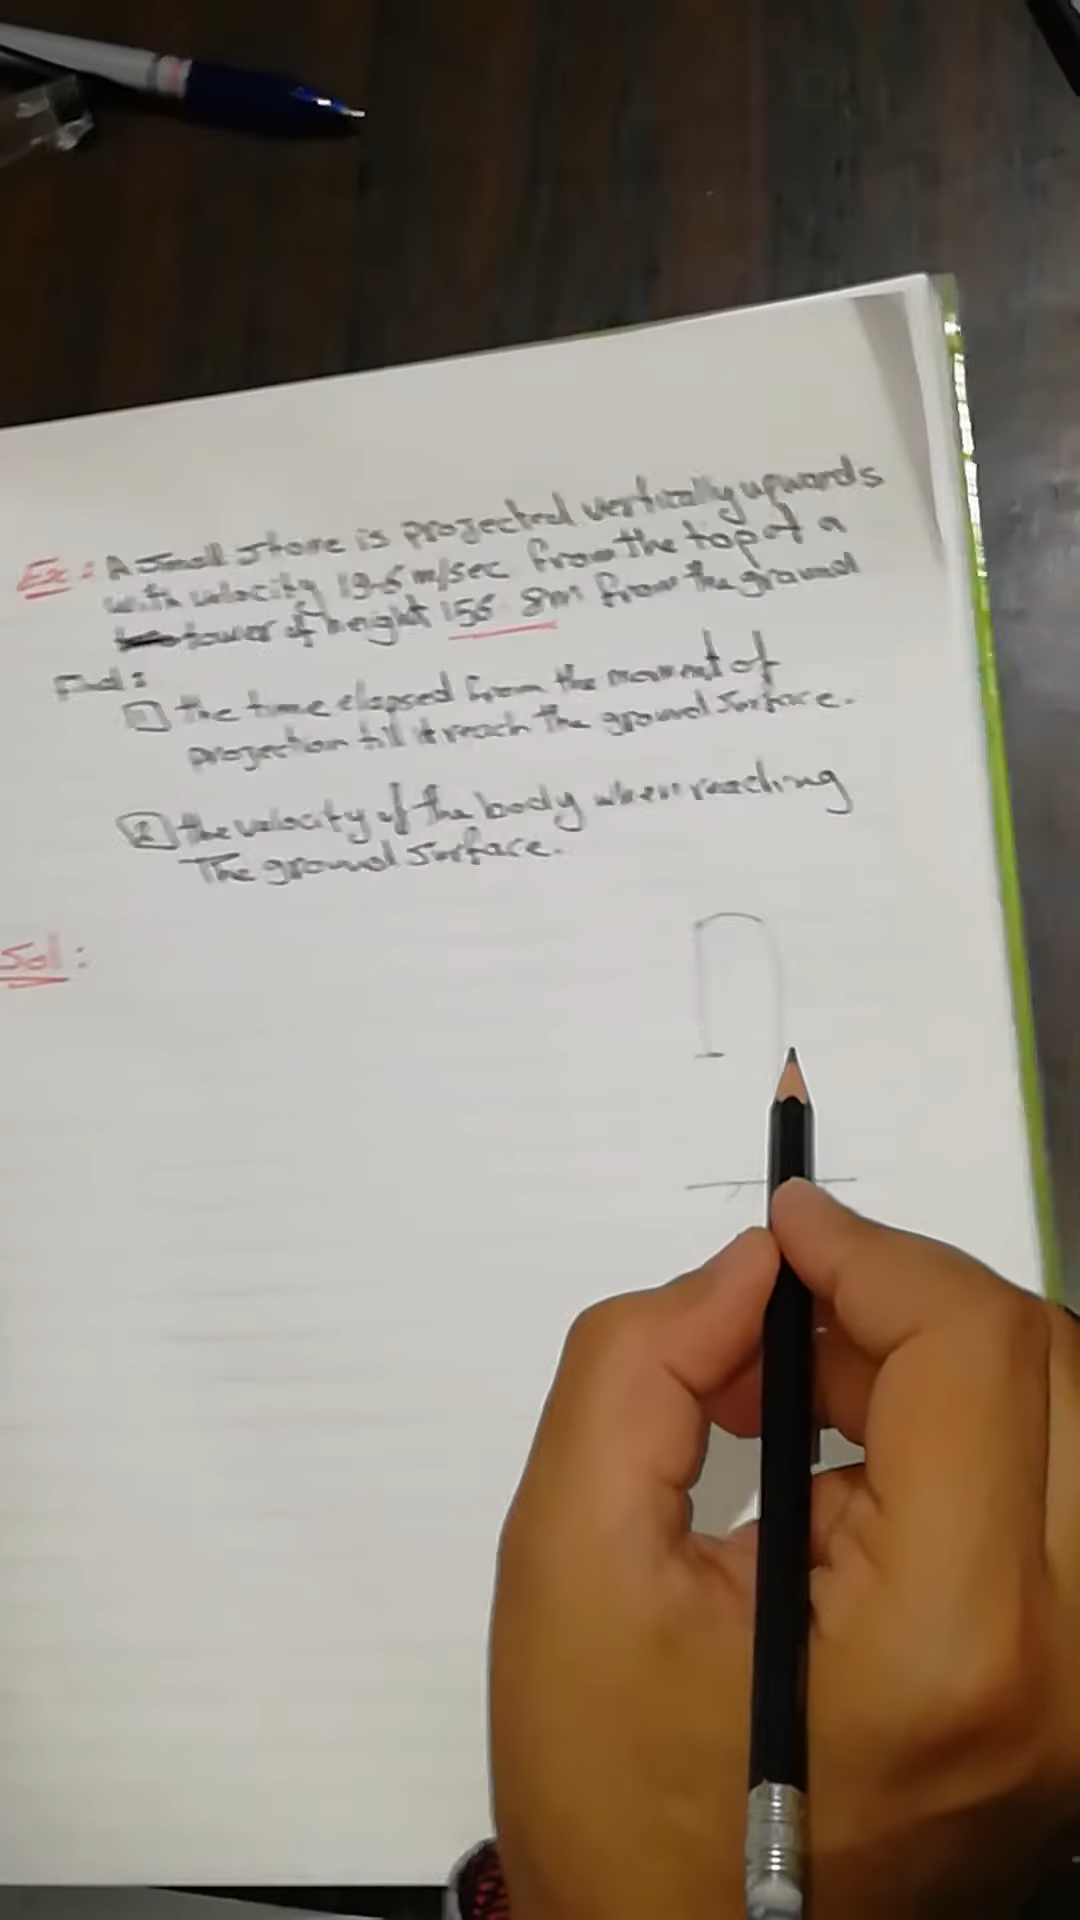 Ex: A small stone is projected vertically upwards
with velocity 19.6 m/sec from the top of a
tower of height 156.8m from the ground
Find:
1 the time elapsed from the moment of
projection till it reach the ground surface.
2 the velocity of the body when reaching
The ground surface.
Sol: